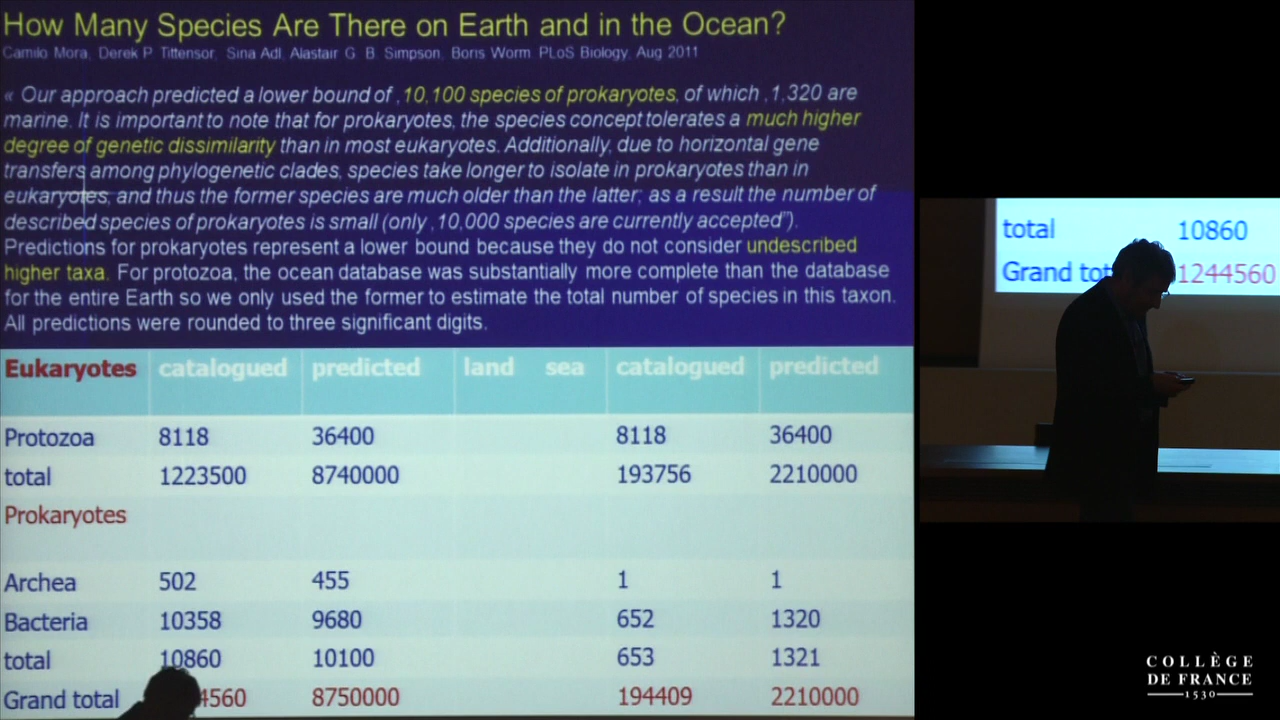 How Many Species Are There on Earth and in the Ocean?
Camilo Mora, Derek P Tittensor, Sina Adl, Alastair G. B. Simpson, Boris Worm PLoS Biology, Aug 2011
« Our approach predicted a lower bound of ,10,100 species of prokaryotes, of which ,1,320 are
marine. It is important to note that for prokaryotes, the species concept tolerates a much higher
degree of genetic dissimilarity than in most eukaryotes. Additionally, due to horizontal gene
transfers among phylogenetic clades, species take longer to isolate in prokaryotes than in
eukaryotes, and thus the former species are much older than the latter; as a result the number of
described species of prokaryotes is small (only ,10,000 species are currently accepted").
Predictions for prokaryotes represent a lower bound because they do not consider undescribed
higher taxa. For protozoa, the ocean database was substantially more complete than the database
for the entire Earth so we only used the former to estimate the total number of species in this taxon.
All predictions were rounded to three significant digits.
Eukaryotes catalogued predicted land sea catalogued predicted
Protozoa 8118 36400 8118 36400
total 1223500 8740000 193756 2210000
Prokaryotes
Archea 502 455 1 1
Bacteria 10358 9680 652 1320
total 10860 10100 653 1321
Grand total 4560 8750000 194409 2210000
total 10860
Grand tot 1244560
COLLÈGE
DE FRANCE
1530